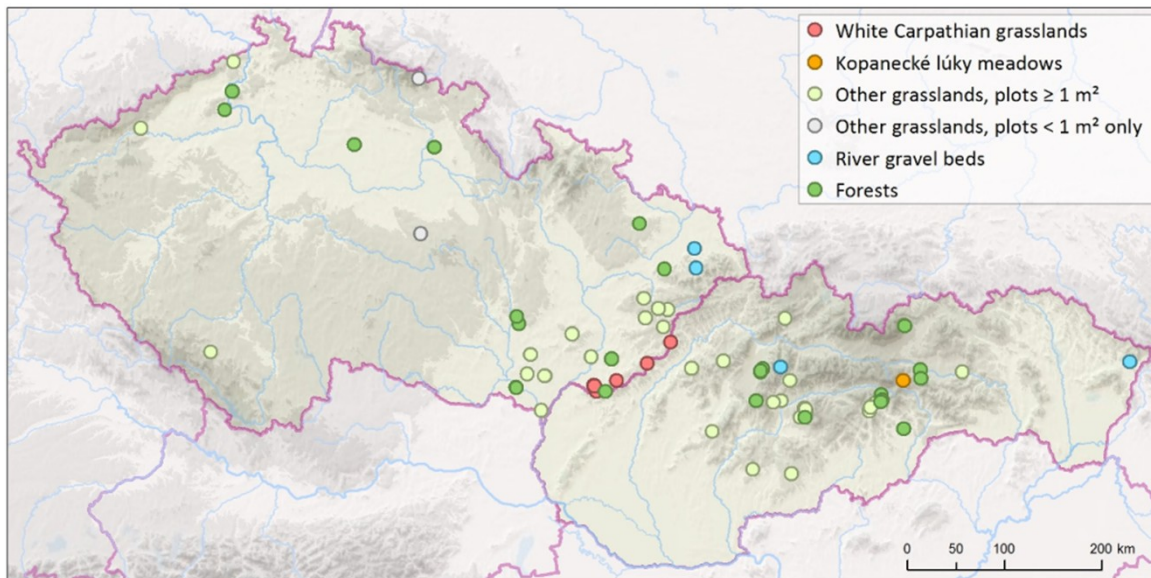 White Carpathian grasslands
Kopanecké lúky meadows
Other grasslands, plots ≥ 1 m²
Other grasslands, plots < 1 m² only
River gravel beds
Forests
0 50 100 200 km